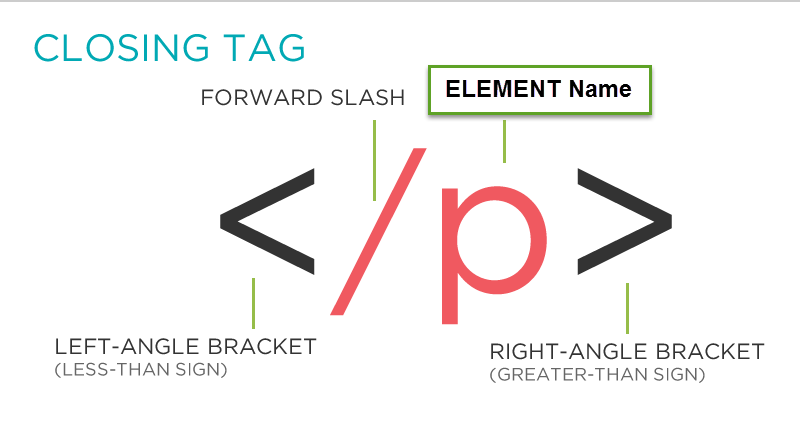 CLOSING TAG
FORWARD SLASH
ELEMENT Name
</p>
LEFT-ANGLE BRACKET
(LESS-THAN SIGN)
RIGHT-ANGLE BRACKET
(GREATER-THAN SIGN)